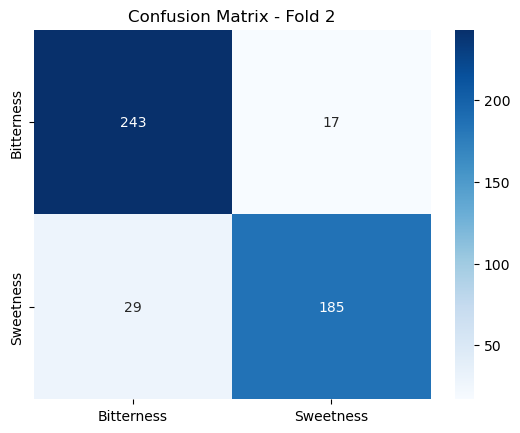 Confusion Matrix - Fold 2
Bitterness
243
17
200
150
Sweetness
29
185
100
50
Bitterness
Sweetness